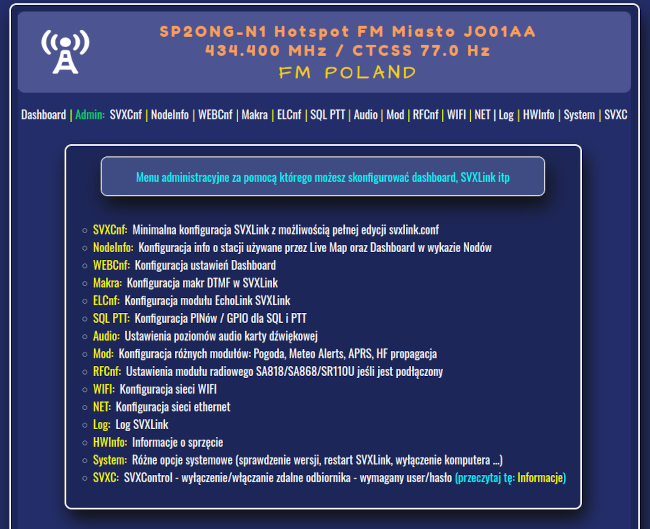 SP2ONG-N1 Hotspot FM Miasto JO01AA
434.400 MHz / CTCSS 77.0 Hz
FM POLAND
Dashboard | Admin: SVXCnf | NodeInfo | WEBCnf | Makra | ELCnf | SQL PTT | Audio | Mod | RFCnf | WIFI | NET | Log | HWInfo | System | SVXC
Menu administracyjne za pomocą którego możesz skonfigurować dashboard, SVXLink itp
SVXCnf: Minimalna konfiguracja SVXLink z możliwością pełnej edycji svxlink.conf
NodeInfo: Konfiguracja info o stacji używane przez Live Map oraz Dashboard w wykazie Nodów
WEBCnf: Konfiguracja ustawień Dashboard
Makra: Konfiguracja makr DTMF w SVXLink
ELCnf: Konfiguracja modułu EchoLink SVXLink
SQL PTT: Konfiguracja PINów / GPIO dla SQL i PTT
Audio: Ustawienia poziomów audio karty dźwiękowej
Mod: Konfiguracja różnych modułów: Pogoda, Meteo Alerts, APRS, HF propagacja
RFCnf: Ustawienia modułu radiowego SA818/SA868/SR110U jeśli jest podłączony
WIFI: Konfiguracja sieci WIFI
NET: Konfiguracja sieci ethernet
Log: Log SVXLink
HWInfo: Informacje o sprzęcie
System: Różne opcje systemowe (sprawdzenie wersji, restart SVXLink, wyłączenie komputera ...)
SVXC: SVXControl - wyłączenie/włączanie zdalne odbiornika - wymagany user/hasło (przeczytaj tę: Informacje)